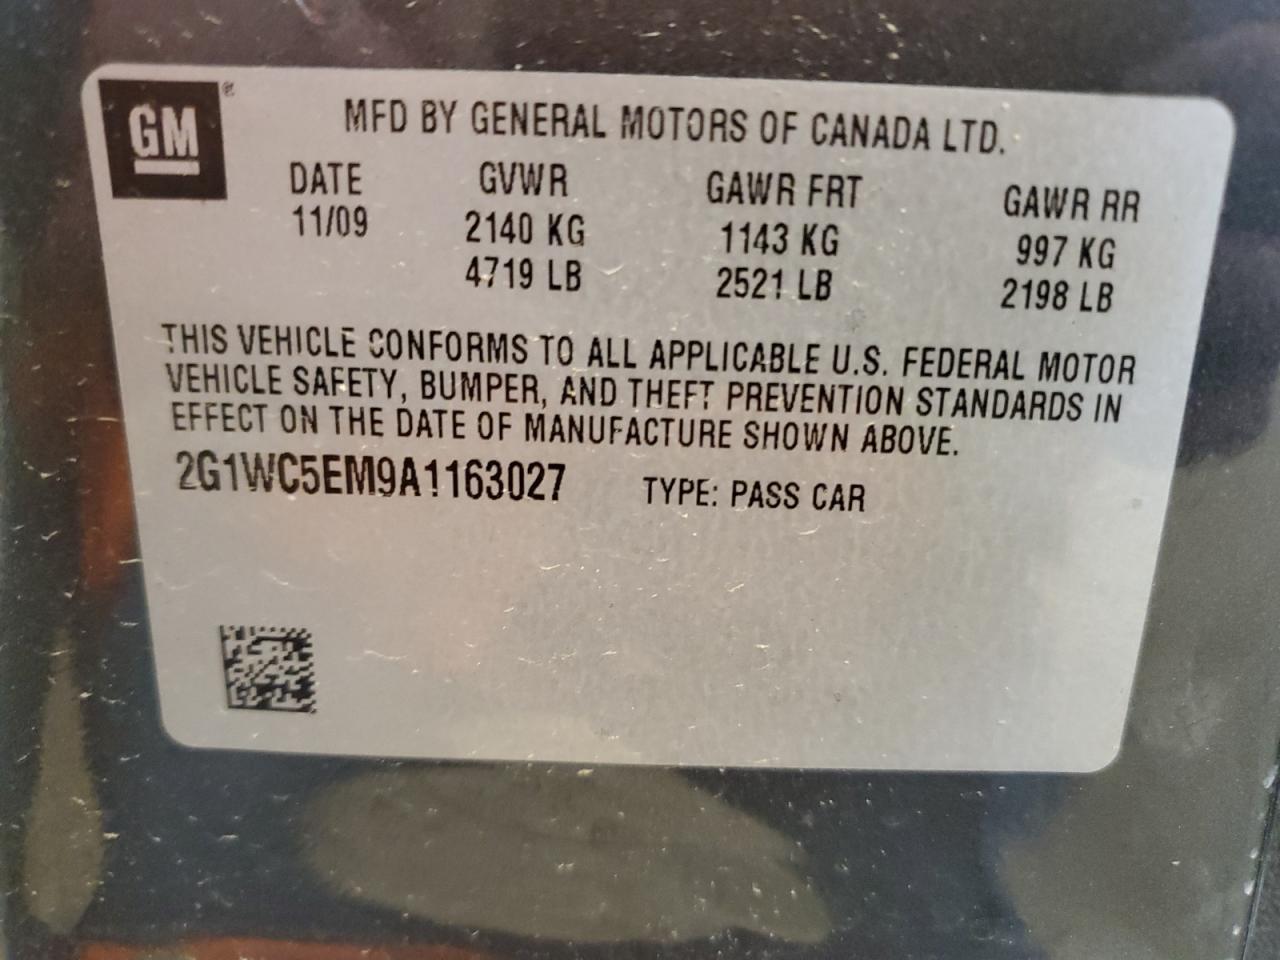 GM®
MFD BY GENERAL MOTORS OF CANADA LTD.
DATE GVWR GAWR FRT GAWR RR
11/09 2140 KG 1143 KG 997 KG
4719 LB 2521 LB 2198 LB
THIS VEHICLE CONFORMS TO ALL APPLICABLE U.S. FEDERAL MOTOR
VEHICLE SAFETY, BUMPER, AND THEFT PREVENTION STANDARDS IN
EFFECT ON THE DATE OF MANUFACTURE SHOWN ABOVE.
2G1WC5EM9A1163027 TYPE: PASS CAR